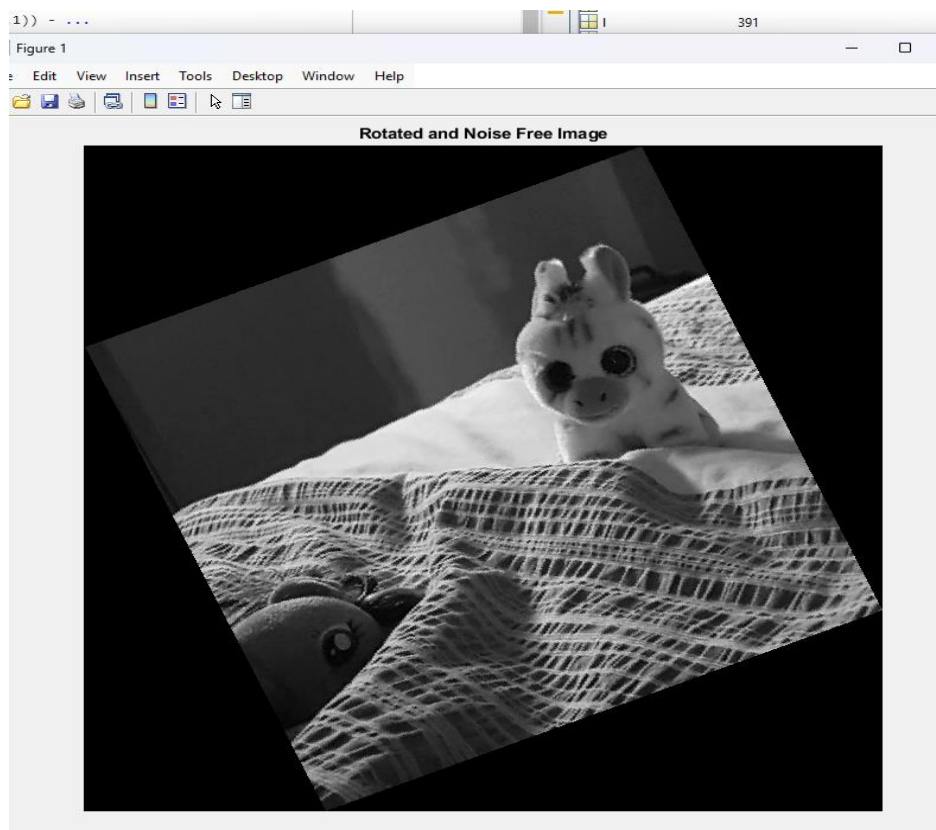 1)) - ...
I 391
Figure 1
Edit View Insert Tools Desktop Window Help
Rotated and Noise Free Image